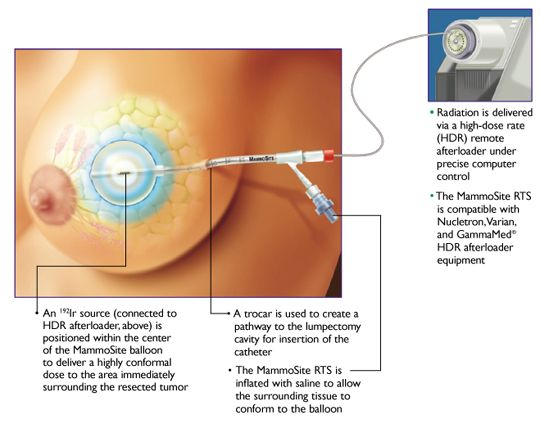 MAMMOSITE
• Radiation is delivered
via a high-dose rate
(HDR) remote
afterloader under
precise computer
control
• The MammoSite RTS
is compatible with
Nucletron, Varian,
and GammaMed®
HDR afterloader
equipment
• An ¹⁹²Ir source (connected to
HDR afterloader, above) is
positioned within the center
of the MammoSite balloon
to deliver a highly conformal
dose to the area immediately
surrounding the resected tumor
• A trocar is used to create a
pathway to the lumpectomy
cavity for insertion of the
catheter
• The MammoSite RTS is
inflated with saline to allow
the surrounding tissue to
conform to the balloon